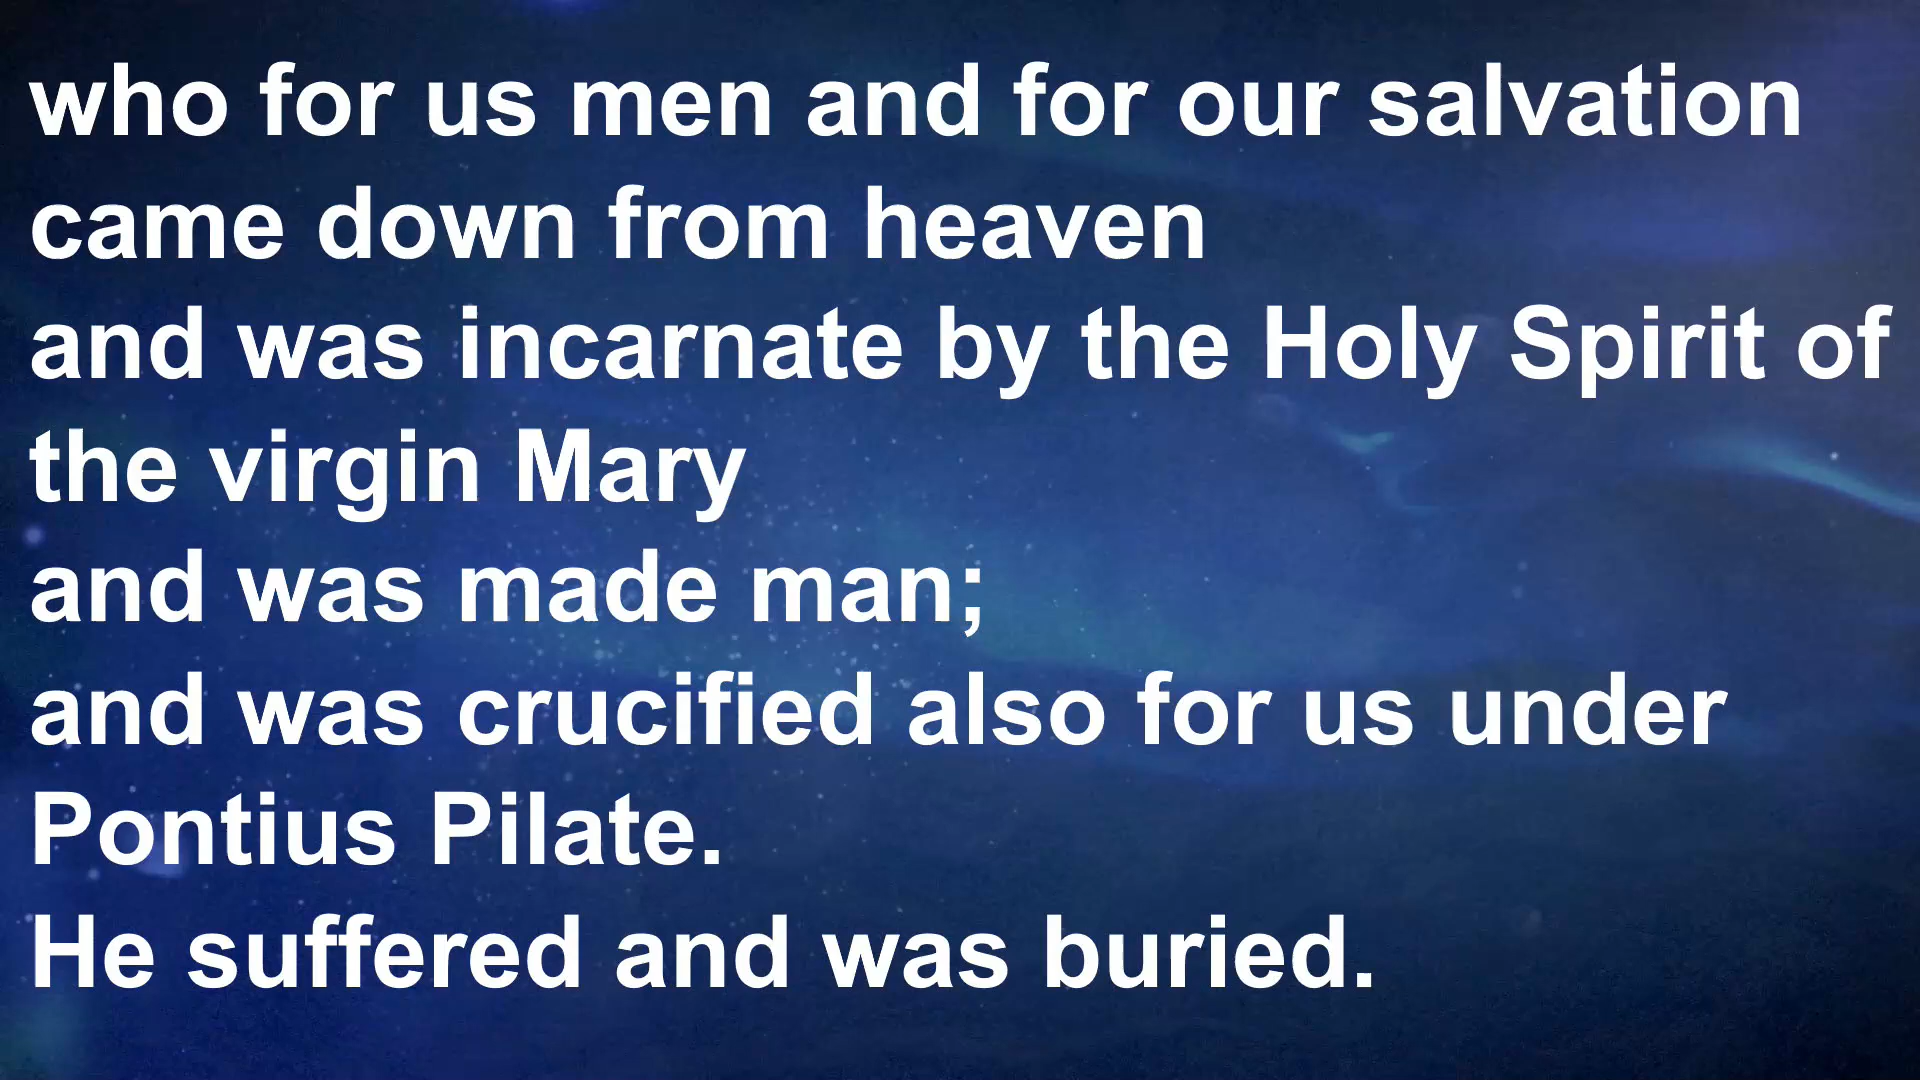 who for us men and for our salvation
came down from heaven
and was incarnate by the Holy Spirit of
the virgin Mary
and was made man;
and was crucified also for us under
Pontius Pilate.
He suffered and was buried.